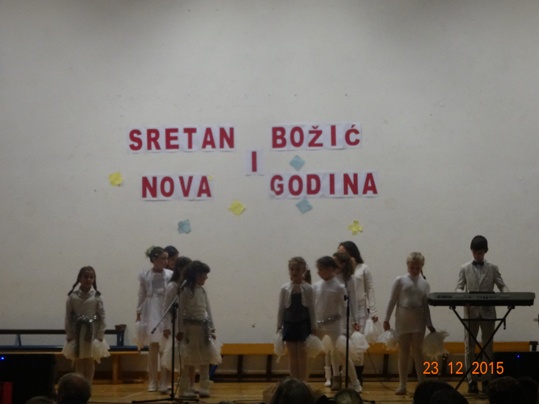 SRETAN BOŽIĆ
I
NOVA GODINA
23 12 2015